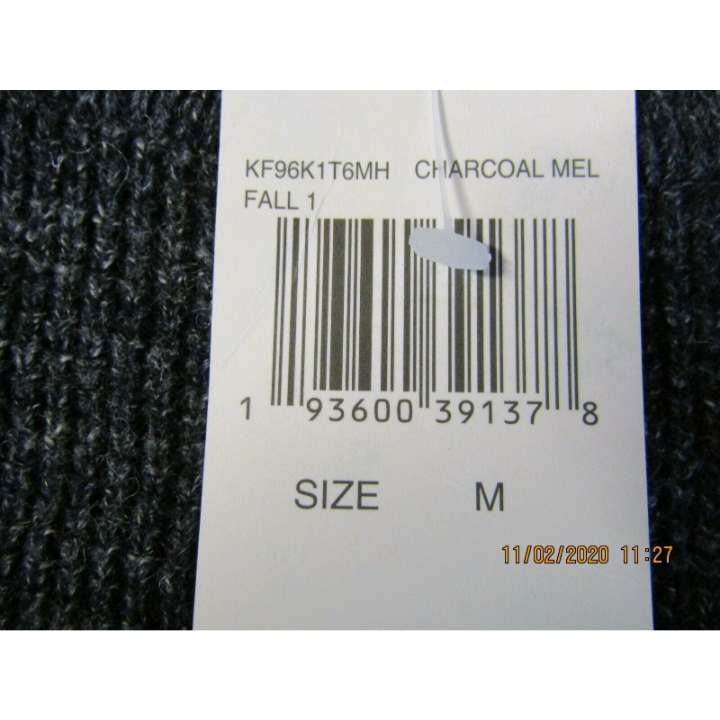 KF96K1T6MH CHARCOAL MEL
FALL 1
1 93600 39137 8
SIZE M
11/02/2020 11:27